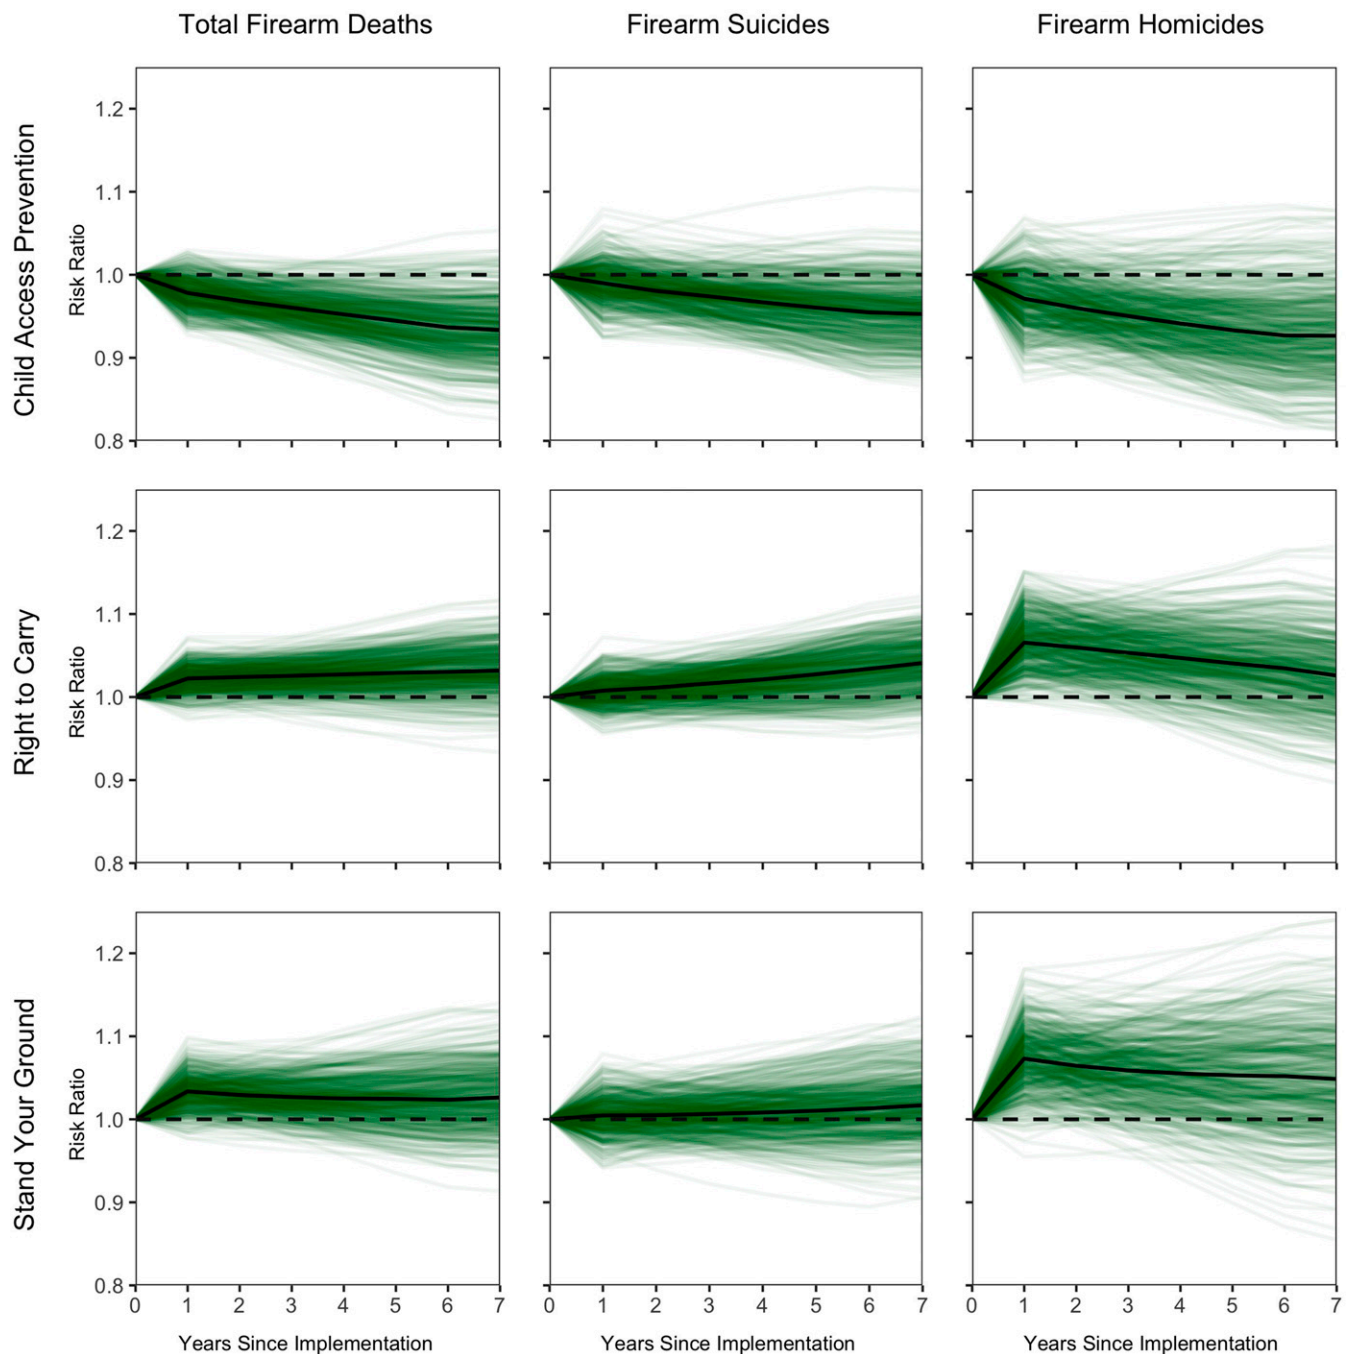 Total Firearm Deaths Firearm Suicides Firearm Homicides
Child Access Prevention
Risk Ratio
1.2
1.1
1.0
0.9
0.8
Right to Carry
Risk Ratio
1.2
1.1
1.0
0.9
0.8
Stand Your Ground
Risk Ratio
1.2
1.1
1.0
0.9
0.8
0 1 2 3 4 5 6 7 0 1 2 3 4 5 6 7 0 1 2 3 4 5 6 7
Years Since Implementation Years Since Implementation Years Since Implementation